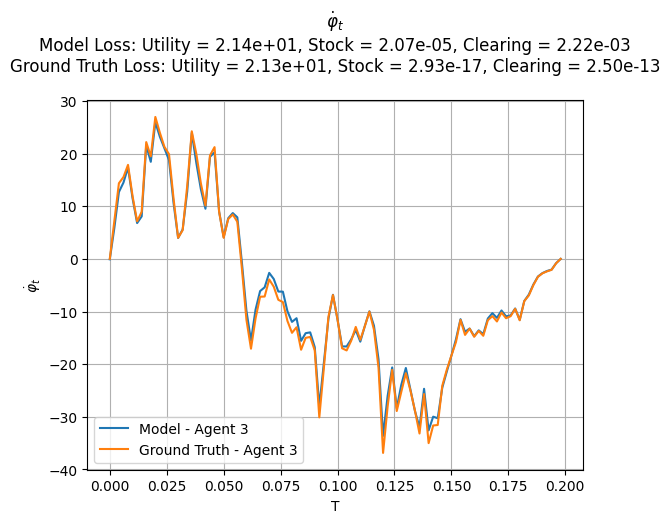 φ̇ₜ
Model Loss: Utility = 2.14e+01, Stock = 2.07e-05, Clearing = 2.22e-03
Ground Truth Loss: Utility = 2.13e+01, Stock = 2.93e-17, Clearing = 2.50e-13
30
20
10
0
−10
−20
−30
−40
φ̇ₜ
Model - Agent 3
Ground Truth - Agent 3
0.000 0.025 0.050 0.075 0.100 0.125 0.150 0.175 0.200
T